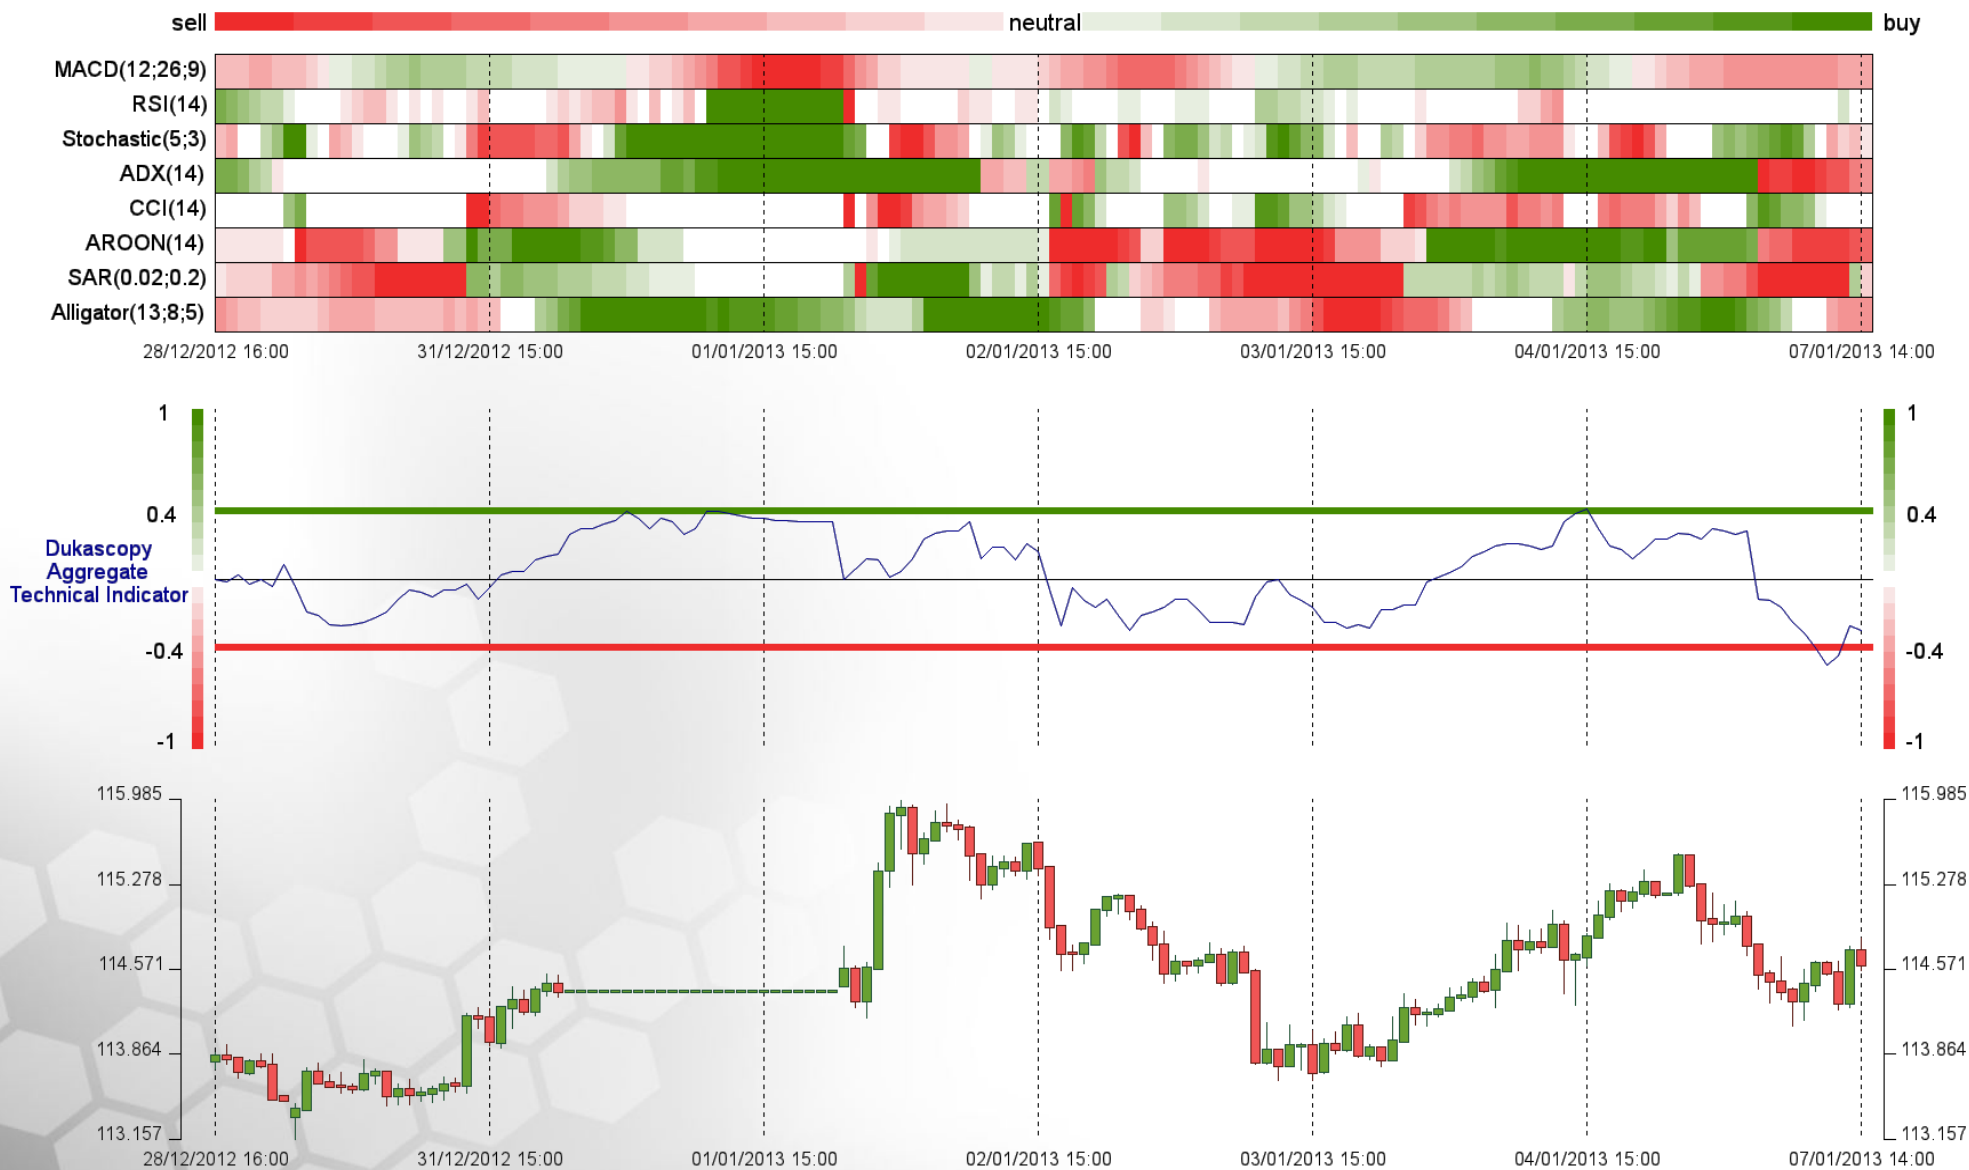 sell neutral buy
MACD(12;26;9)
RSI(14)
Stochastic(5;3)
ADX(14)
CCI(14)
AROON(14)
SAR(0.02;0.2)
Alligator(13;8;5)
28/12/2012 16:00 31/12/2012 15:00 01/01/2013 15:00 02/01/2013 15:00 03/01/2013 15:00 04/01/2013 15:00 07/01/2013 14:00
1 1
0.4 0.4
Dukascopy
Aggregate
Technical Indicator
-0.4 -0.4
-1 -1
115.985 115.985
115.278 115.278
114.571 114.571
113.864 113.864
113.157 113.157
28/12/2012 16:00 31/12/2012 15:00 01/01/2013 15:00 02/01/2013 15:00 03/01/2013 15:00 04/01/2013 15:00 07/01/2013 14:00